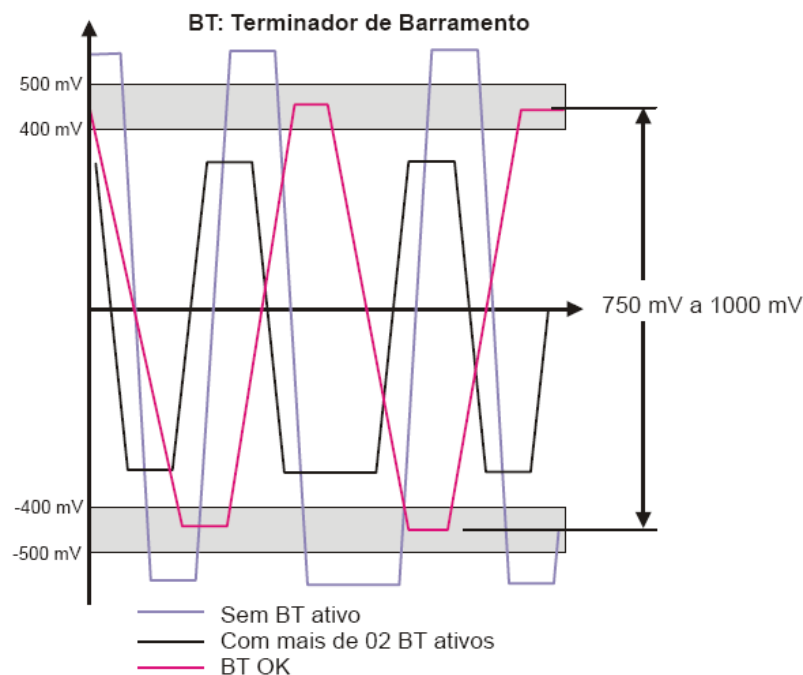 BT: Terminador de Barramento
500 mV
400 mV
750 mV a 1000 mV
-400 mV
-500 mV
Sem BT ativo
Com mais de 02 BT ativos
BT OK